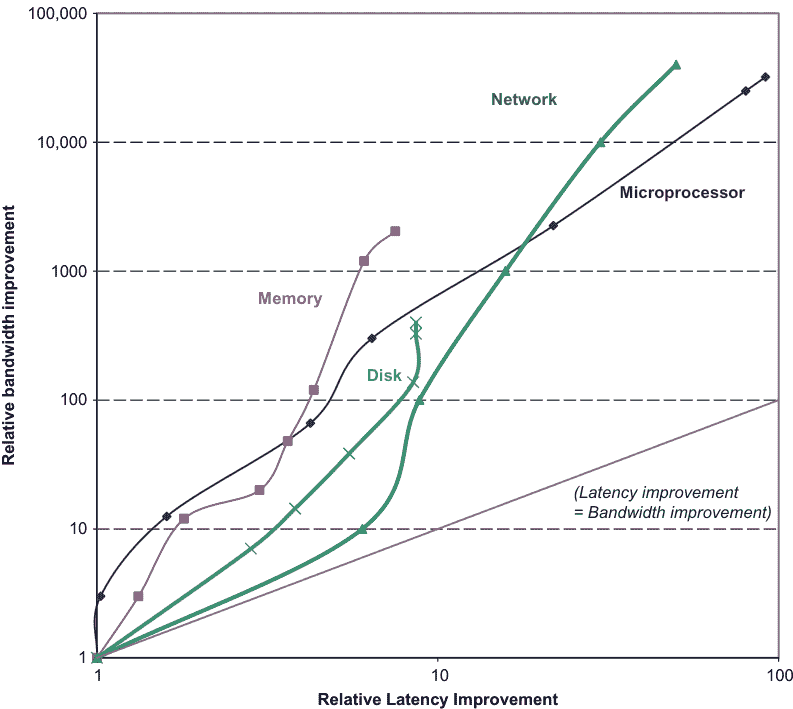 100,000
Network
10,000
Microprocessor
1000
Memory
Disk
100
(Latency improvement
= Bandwidth improvement)
10
1
1
10
100
Relative bandwidth improvement
Relative Latency Improvement